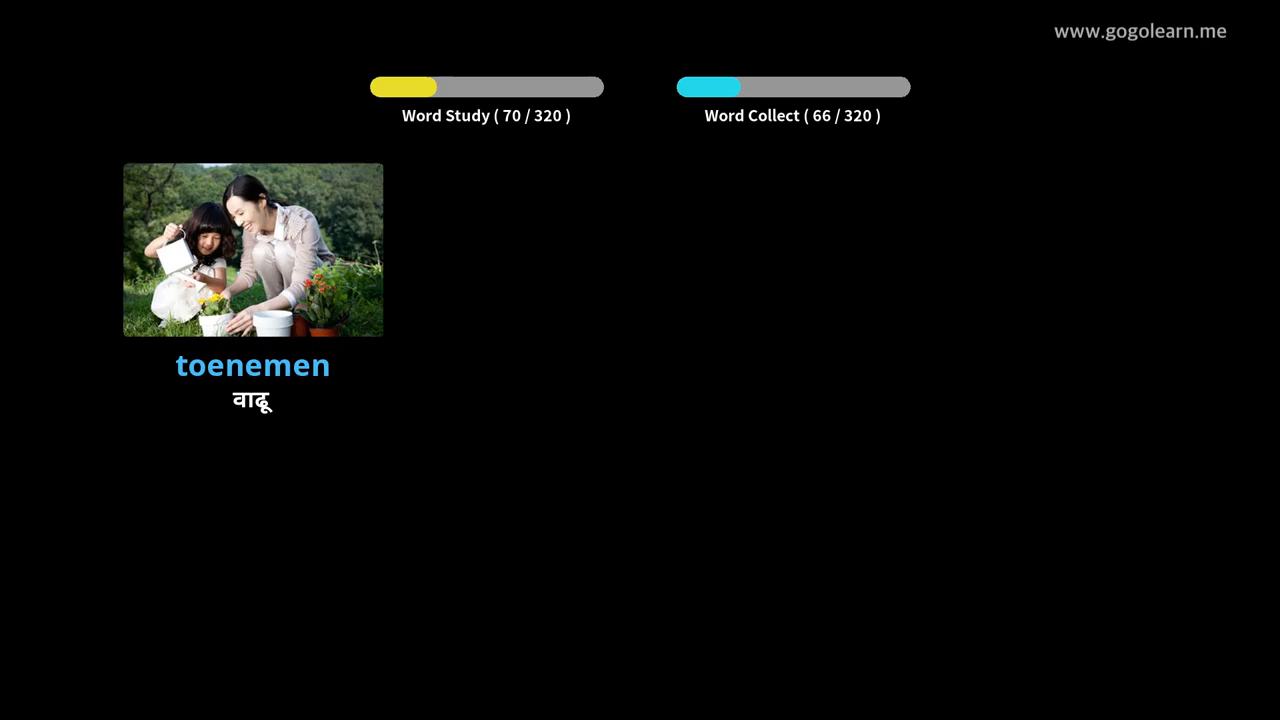 www.gogolearn.me
Word Study ( 70 / 320 )
Word Collect ( 66 / 320 )
toenemen
वाढू